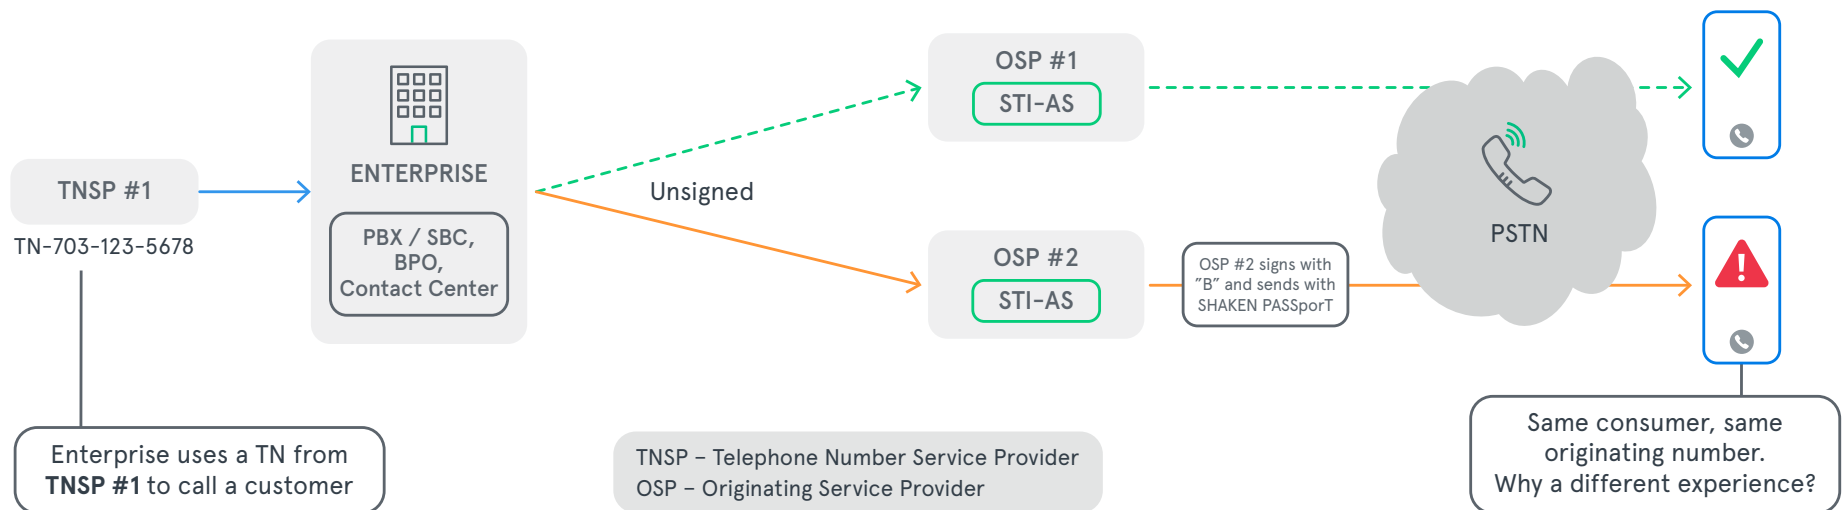 TNSP #1
TN-703-123-5678
Enterprise uses a TN from
TNSP #1 to call a customer
ENTERPRISE
PBX / SBC,
BPO,
Contact Center
Unsigned
OSP #1
STI-AS
OSP #2
STI-AS
OSP #2 signs with
”B” and sends with
SHAKEN PASSporT
PSTN
Same consumer, same
originating number.
Why a different experience?
TNSP – Telephone Number Service Provider
OSP – Originating Service Provider